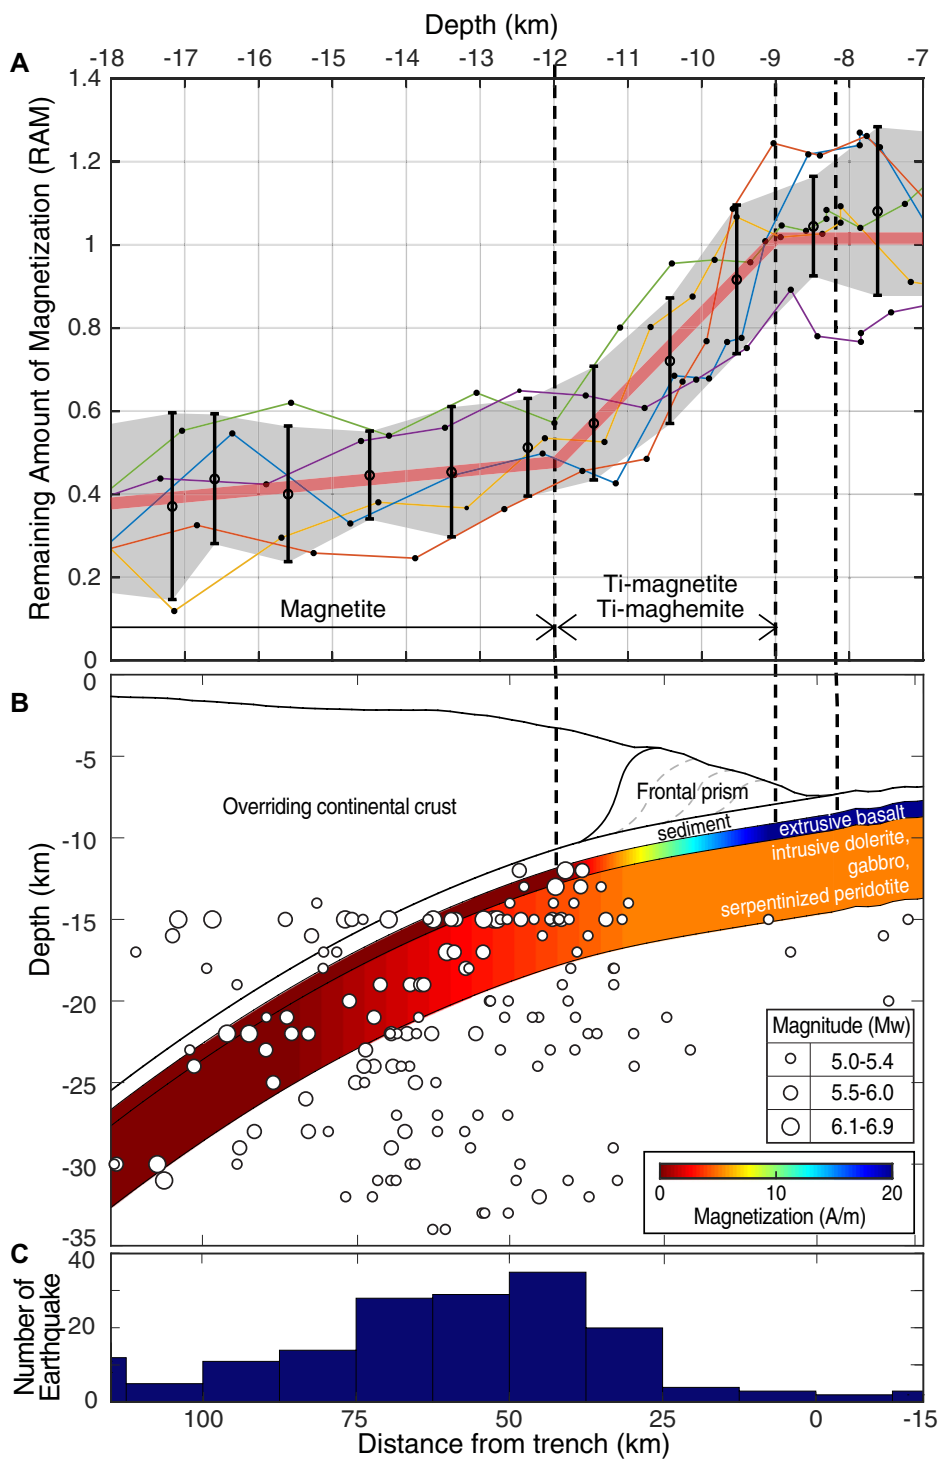 Depth (km)
A
-18 -17 -16 -15 -14 -13 -12 -11 -10 -9 -8 -7
Remaining Amount of Magnetization (RAM)
1.4
1.2
1
0.8
0.6
0.4
0.2
0
Magnetite
Ti-magnetite
Ti-maghemite
B
Depth (km)
0
-5
-10
-15
-20
-25
-30
-35
Overriding continental crust
Frontal prism
sediment
extrusive basalt
intrusive dolerite,
gabbro,
serpentinized peridotite
Magnitude (Mw)
5.0-5.4
5.5-6.0
6.1-6.9
0 10 20
Magnetization (A/m)
C
Number of
Earthquake
40
20
0
100 75 50 25 0 -15
Distance from trench (km)